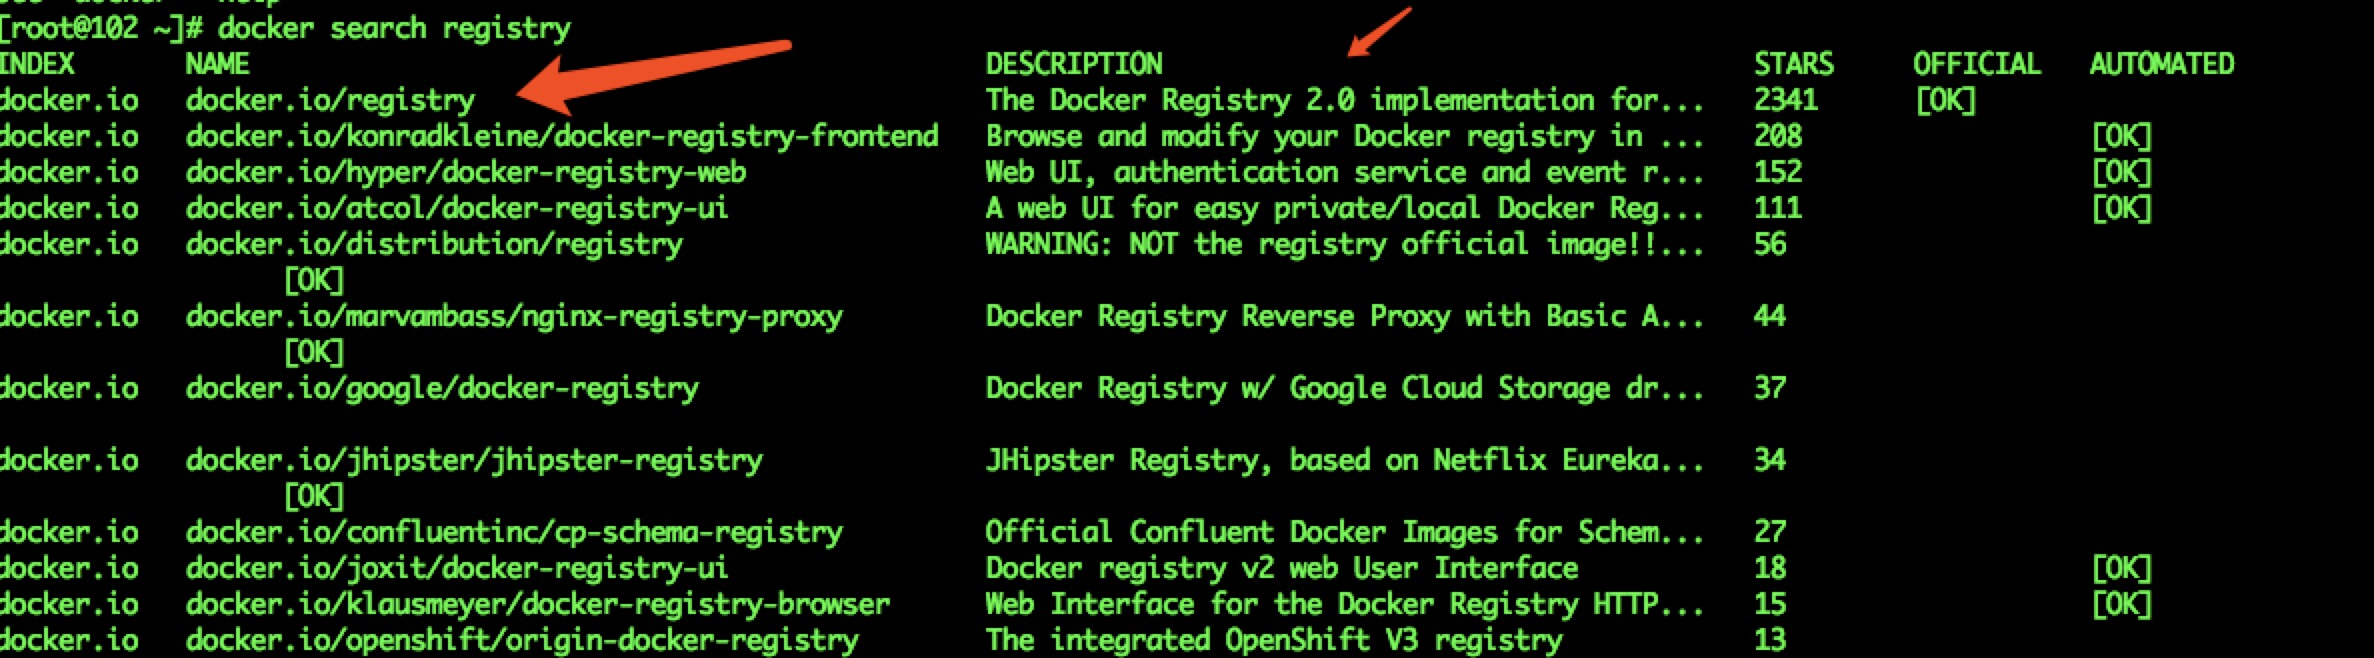 [root@102 ~]# docker search registry
INDEX NAME DESCRIPTION STARS OFFICIAL AUTOMATED
docker.io docker.io/registry The Docker Registry 2.0 implementation for... 2341 [OK]
docker.io docker.io/konradkleine/docker-registry-frontend Browse and modify your Docker registry in ... 208 [OK]
docker.io docker.io/hyper/docker-registry-web Web UI, authentication service and event r... 152 [OK]
docker.io docker.io/atcol/docker-registry-ui A web UI for easy private/local Docker Reg... 111 [OK]
docker.io docker.io/distribution/registry WARNING: NOT the registry official image!!... 56
[OK]
docker.io docker.io/marvambass/nginx-registry-proxy Docker Registry Reverse Proxy with Basic A... 44
[OK]
docker.io docker.io/google/docker-registry Docker Registry w/ Google Cloud Storage dr... 37
docker.io docker.io/jhipster/jhipster-registry JHipster Registry, based on Netflix Eureka... 34
[OK]
docker.io docker.io/confluentinc/cp-schema-registry Official Confluent Docker Images for Schem... 27
docker.io docker.io/joxit/docker-registry-ui Docker registry v2 web User Interface 18 [OK]
docker.io docker.io/klausmeyer/docker-registry-browser Web Interface for the Docker Registry HTTP... 15 [OK]
docker.io docker.io/openshift/origin-docker-registry The integrated OpenShift V3 registry 13